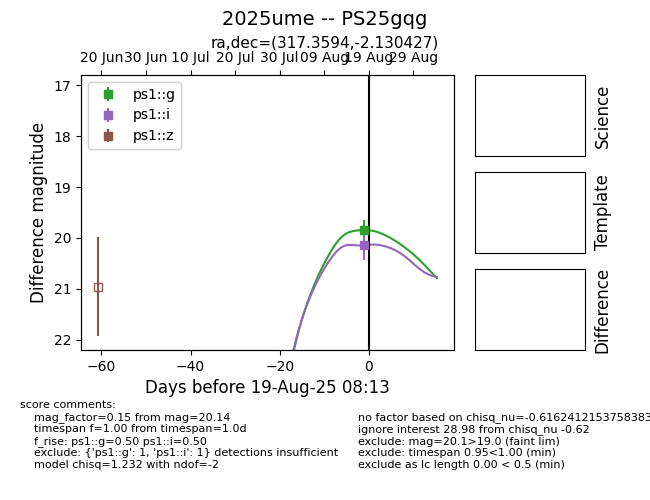 2025ume -- PS25gqg
ra,dec=(317.3594,-2.130427)
20 Jun 30 Jun 10 Jul 20 Jul 30 Jul 09 Aug 19 Aug 29 Aug
17
18
19
20
21
22
Difference magnitude
ps1::g
ps1::i
ps1::z
−60
−40
−20
0
Days before 19-Aug-25 08:13
Science
Template
Difference
score comments:
mag_factor=0.15 from mag=20.14
timespan f=1.00 from timespan=1.0d
f_rise: ps1::g=0.50 ps1::i=0.50
exclude: {'ps1::g': 1, 'ps1::i': 1} detections insufficient
model chisq=1.232 with ndof=-2
no factor based on chisq_nu=-0.6162412153758383
ignore interest 28.98 from chisq_nu -0.62
exclude: mag=20.1>19.0 (faint lim)
exclude: timespan 0.95<1.00 (min)
exclude as lc length 0.00 < 0.5 (min)